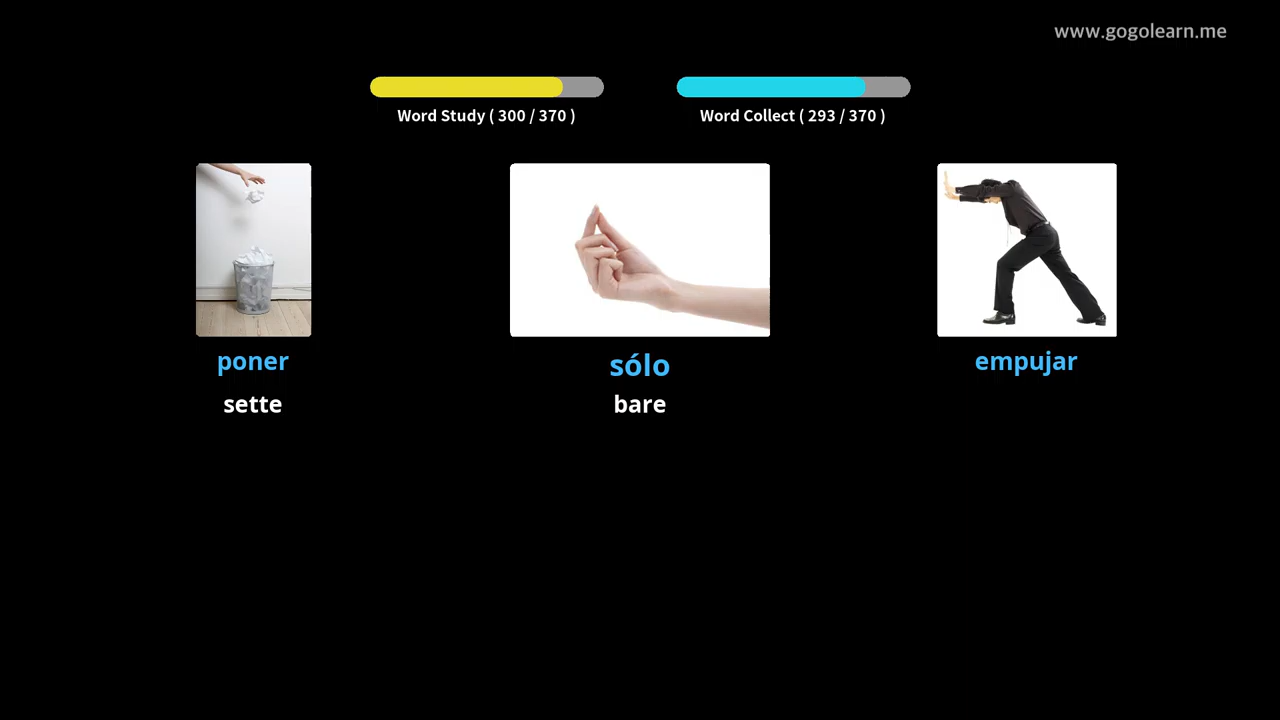 www.gogolearn.me
Word Study ( 300 / 370 )
Word Collect ( 293 / 370 )
poner
sólo
empujar
sette
bare